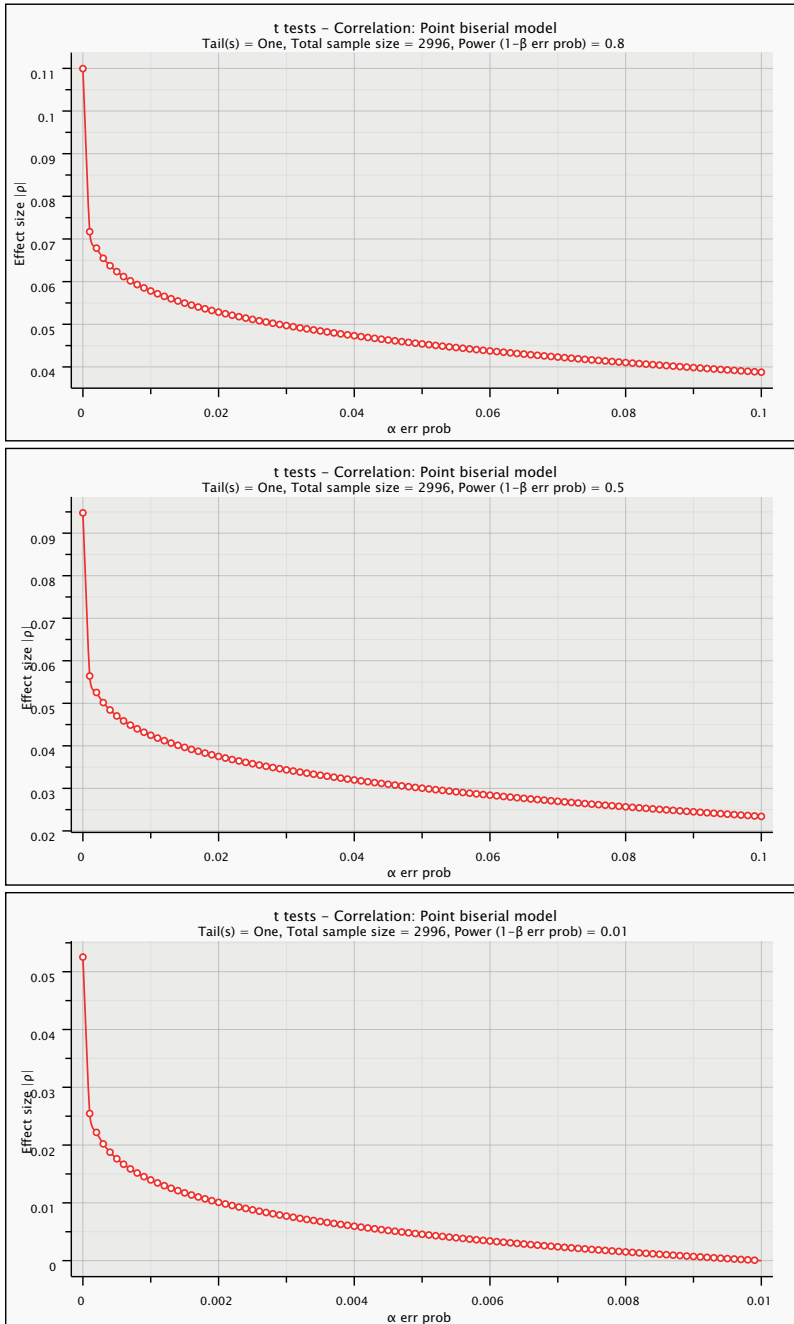 t tests – Correlation: Point biserial model
Tail(s) = One, Total sample size = 2996, Power (1-β err prob) = 0.8
Effect size |ρ|
0.11
0.1
0.09
0.08
0.07
0.06
0.05
0.04
0 0.02 0.04 0.06 0.08 0.1
α err prob
t tests – Correlation: Point biserial model
Tail(s) = One, Total sample size = 2996, Power (1-β err prob) = 0.5
Effect size |ρ|
0.09
0.08
0.07
0.06
0.05
0.04
0.03
0.02
0 0.02 0.04 0.06 0.08 0.1
α err prob
t tests – Correlation: Point biserial model
Tail(s) = One, Total sample size = 2996, Power (1-β err prob) = 0.01
Effect size |ρ|
0.05
0.04
0.03
0.02
0.01
0
0 0.002 0.004 0.006 0.008 0.01
α err prob